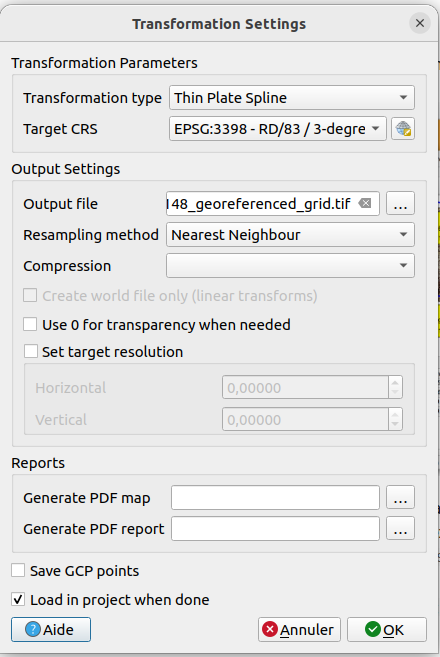 Transformation Settings
Transformation Parameters
Transformation type Thin Plate Spline
Target CRS EPSG:3398 - RD/83 / 3-degre
Output Settings
Output file 148_georeferenced_grid.tif ...
Resampling method Nearest Neighbour
Compression
Create world file only (linear transforms)
Use 0 for transparency when needed
Set target resolution
Horizontal 0,00000
Vertical 0,00000
Reports
Generate PDF map ...
Generate PDF report ...
Save GCP points
Load in project when done
? Aide Annuler OK